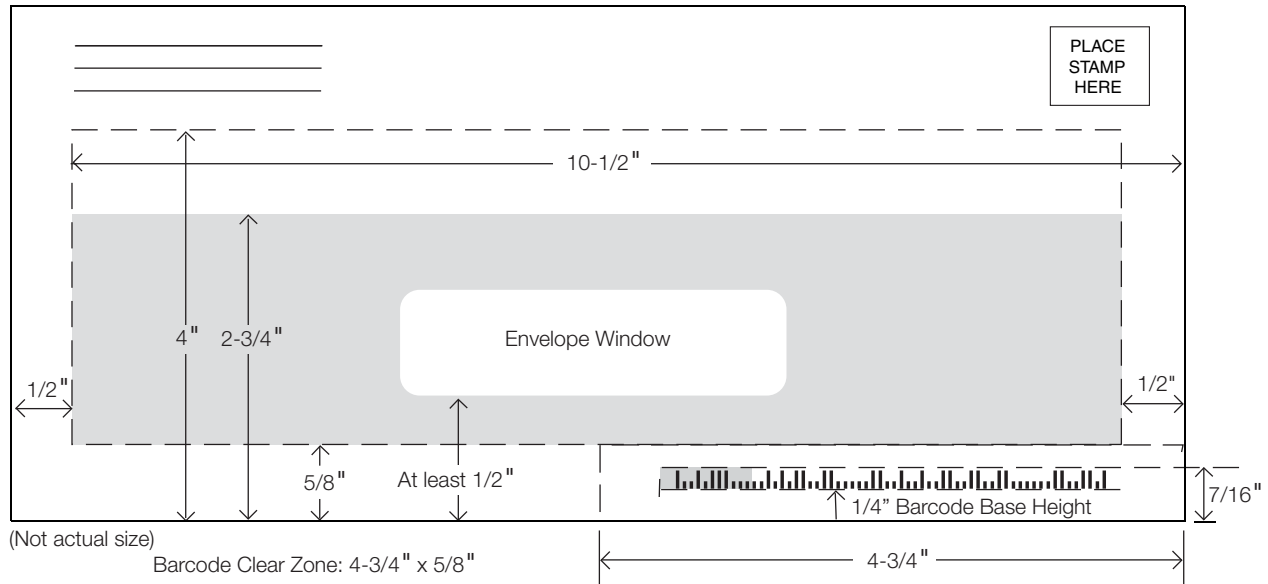 PLACE
STAMP
HERE
10-1/2"
4"
2-3/4"
Envelope Window
1/2"
1/2"
5/8"
At least 1/2"
7/16"
1/4” Barcode Base Height
(Not actual size)
Barcode Clear Zone: 4-3/4" x 5/8"
4-3/4"